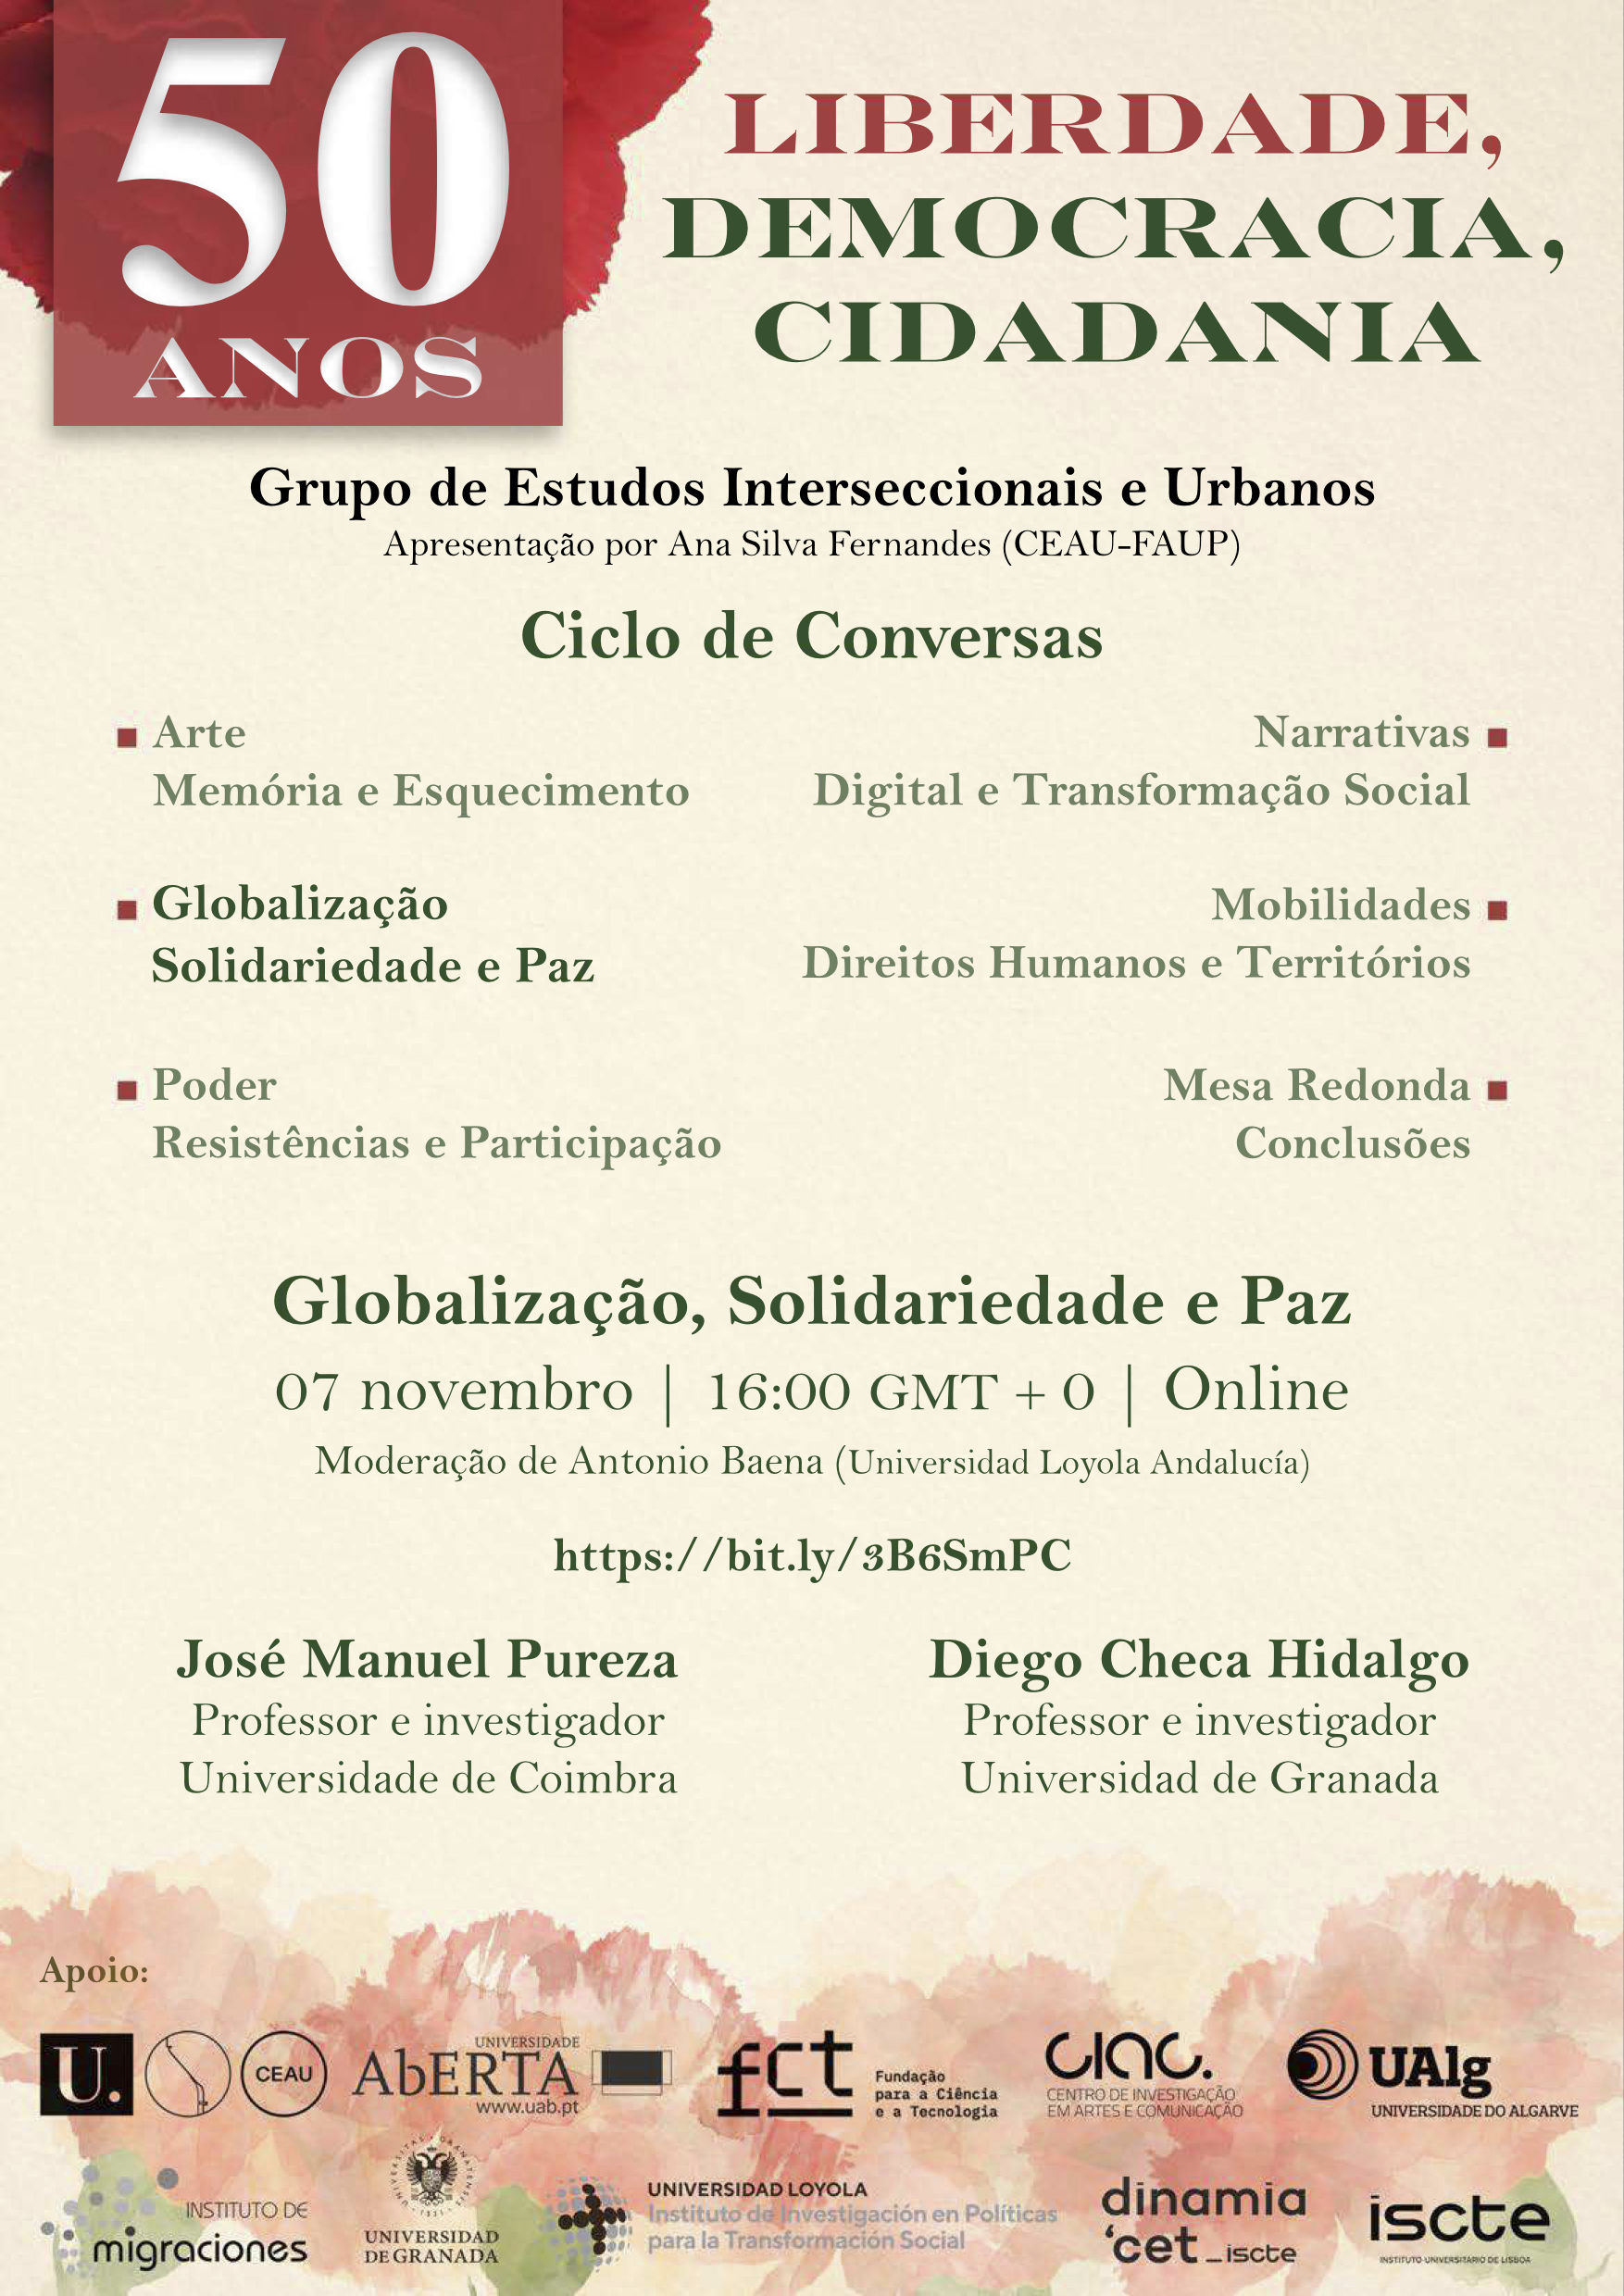 50
ANOS
LIBERDADE,
DEMOCRACIA,
CIDADANIA
Grupo de Estudos Interseccionais e Urbanos
Apresentação por Ana Silva Fernandes (CEAU-FAUP)
Ciclo de Conversas
Arte
Memória e Esquecimento
Globalização
Solidariedade e Paz
Poder
Resistências e Participação
Narrativas
Digital e Transformação Social
Mobilidades
Direitos Humanos e Territórios
Mesa Redonda
Conclusões
Globalização, Solidariedade e Paz
07 novembro | 16:00 GMT + 0 | Online
Moderação de Antonio Baena (Universidad Loyola Andalucía)
https://bit.ly/3B6SmPC
José Manuel Pureza
Professor e investigador
Universidade de Coimbra
Diego Checa Hidalgo
Professor e investigador
Universidad de Granada
Apoio:
U.
CEAU
UNIVERSIDADE
AbERTA
www.uab.pt
fct
Fundação
para a Ciência
e a Tecnologia
CIAC.
CENTRO DE INVESTIGAÇÃO
EM ARTES E COMUNICAÇÃO
UAlg
UNIVERSIDADE DO ALGARVE
INSTITUTO DE
migraciones
UNIVERSIDAD
DE GRANADA
UNIVERSIDAD LOYOLA
Instituto de Investigación en Políticas
para la Transformación Social
dinamia
'cet_iscte
iscte
INSTITUTO UNIVERSITÁRIO DE LISBOA